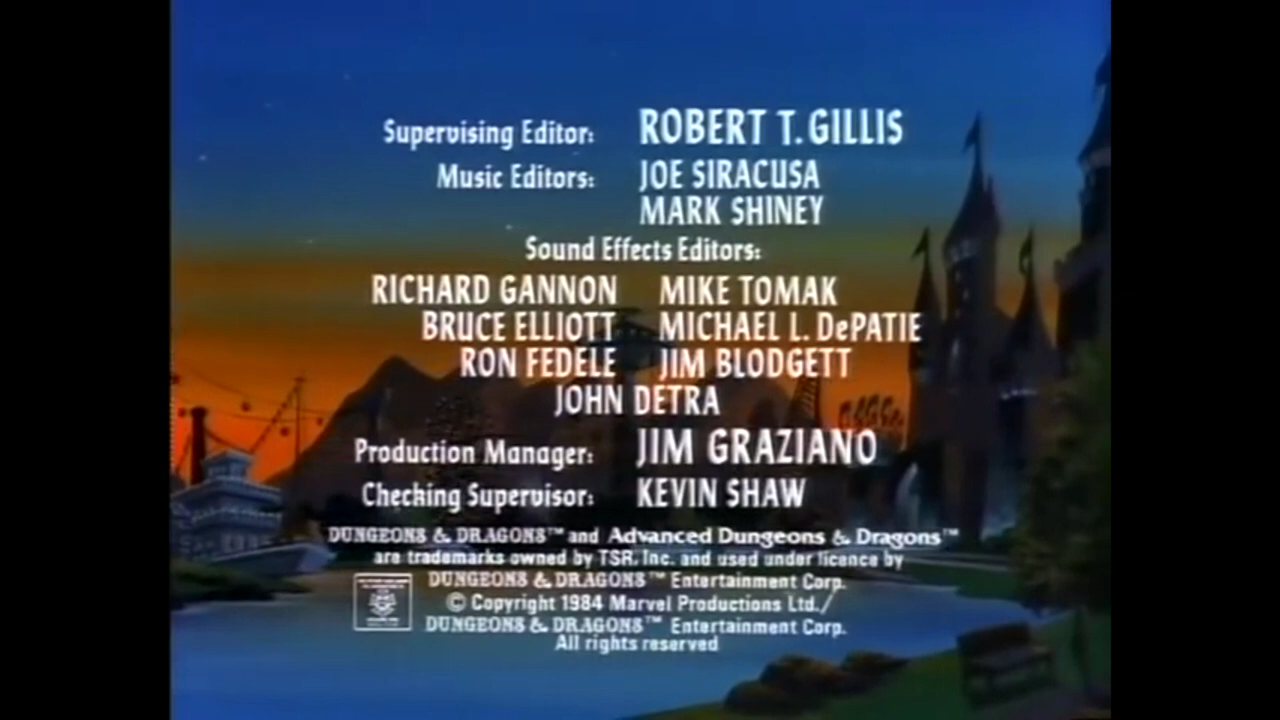 Supervising Editor: ROBERT T. GILLIS
Music Editors: JOE SIRACUSA
MARK SHINEY
Sound Effects Editors:
RICHARD GANNON MIKE TOMAK
BRUCE ELLIOTT MICHAEL L. DePATIE
RON FEDELE JIM BLODGETT
JOHN DETRA
Production Manager: JIM GRAZIANO
Checking Supervisor: KEVIN SHAW
DUNGEONS & DRAGONS™ and Advanced Dungeons & Dragons™
are trademarks owned by TSR. Inc. and used under licence by
DUNGEONS & DRAGONS™ Entertainment Corp.
© Copyright 1984 Marvel Productions Ltd./
DUNGEONS & DRAGONS™ Entertainment Corp.
All rights reserved